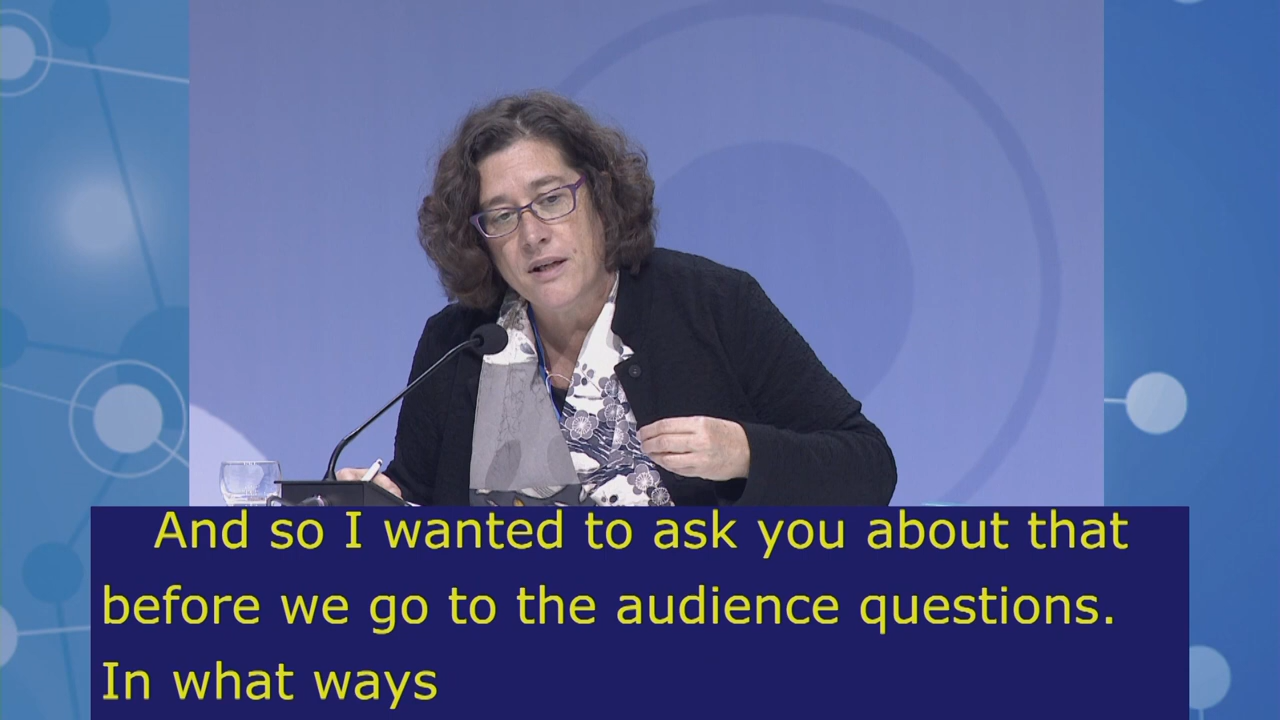 And so I wanted to ask you about that
before we go to the audience questions.
In what ways